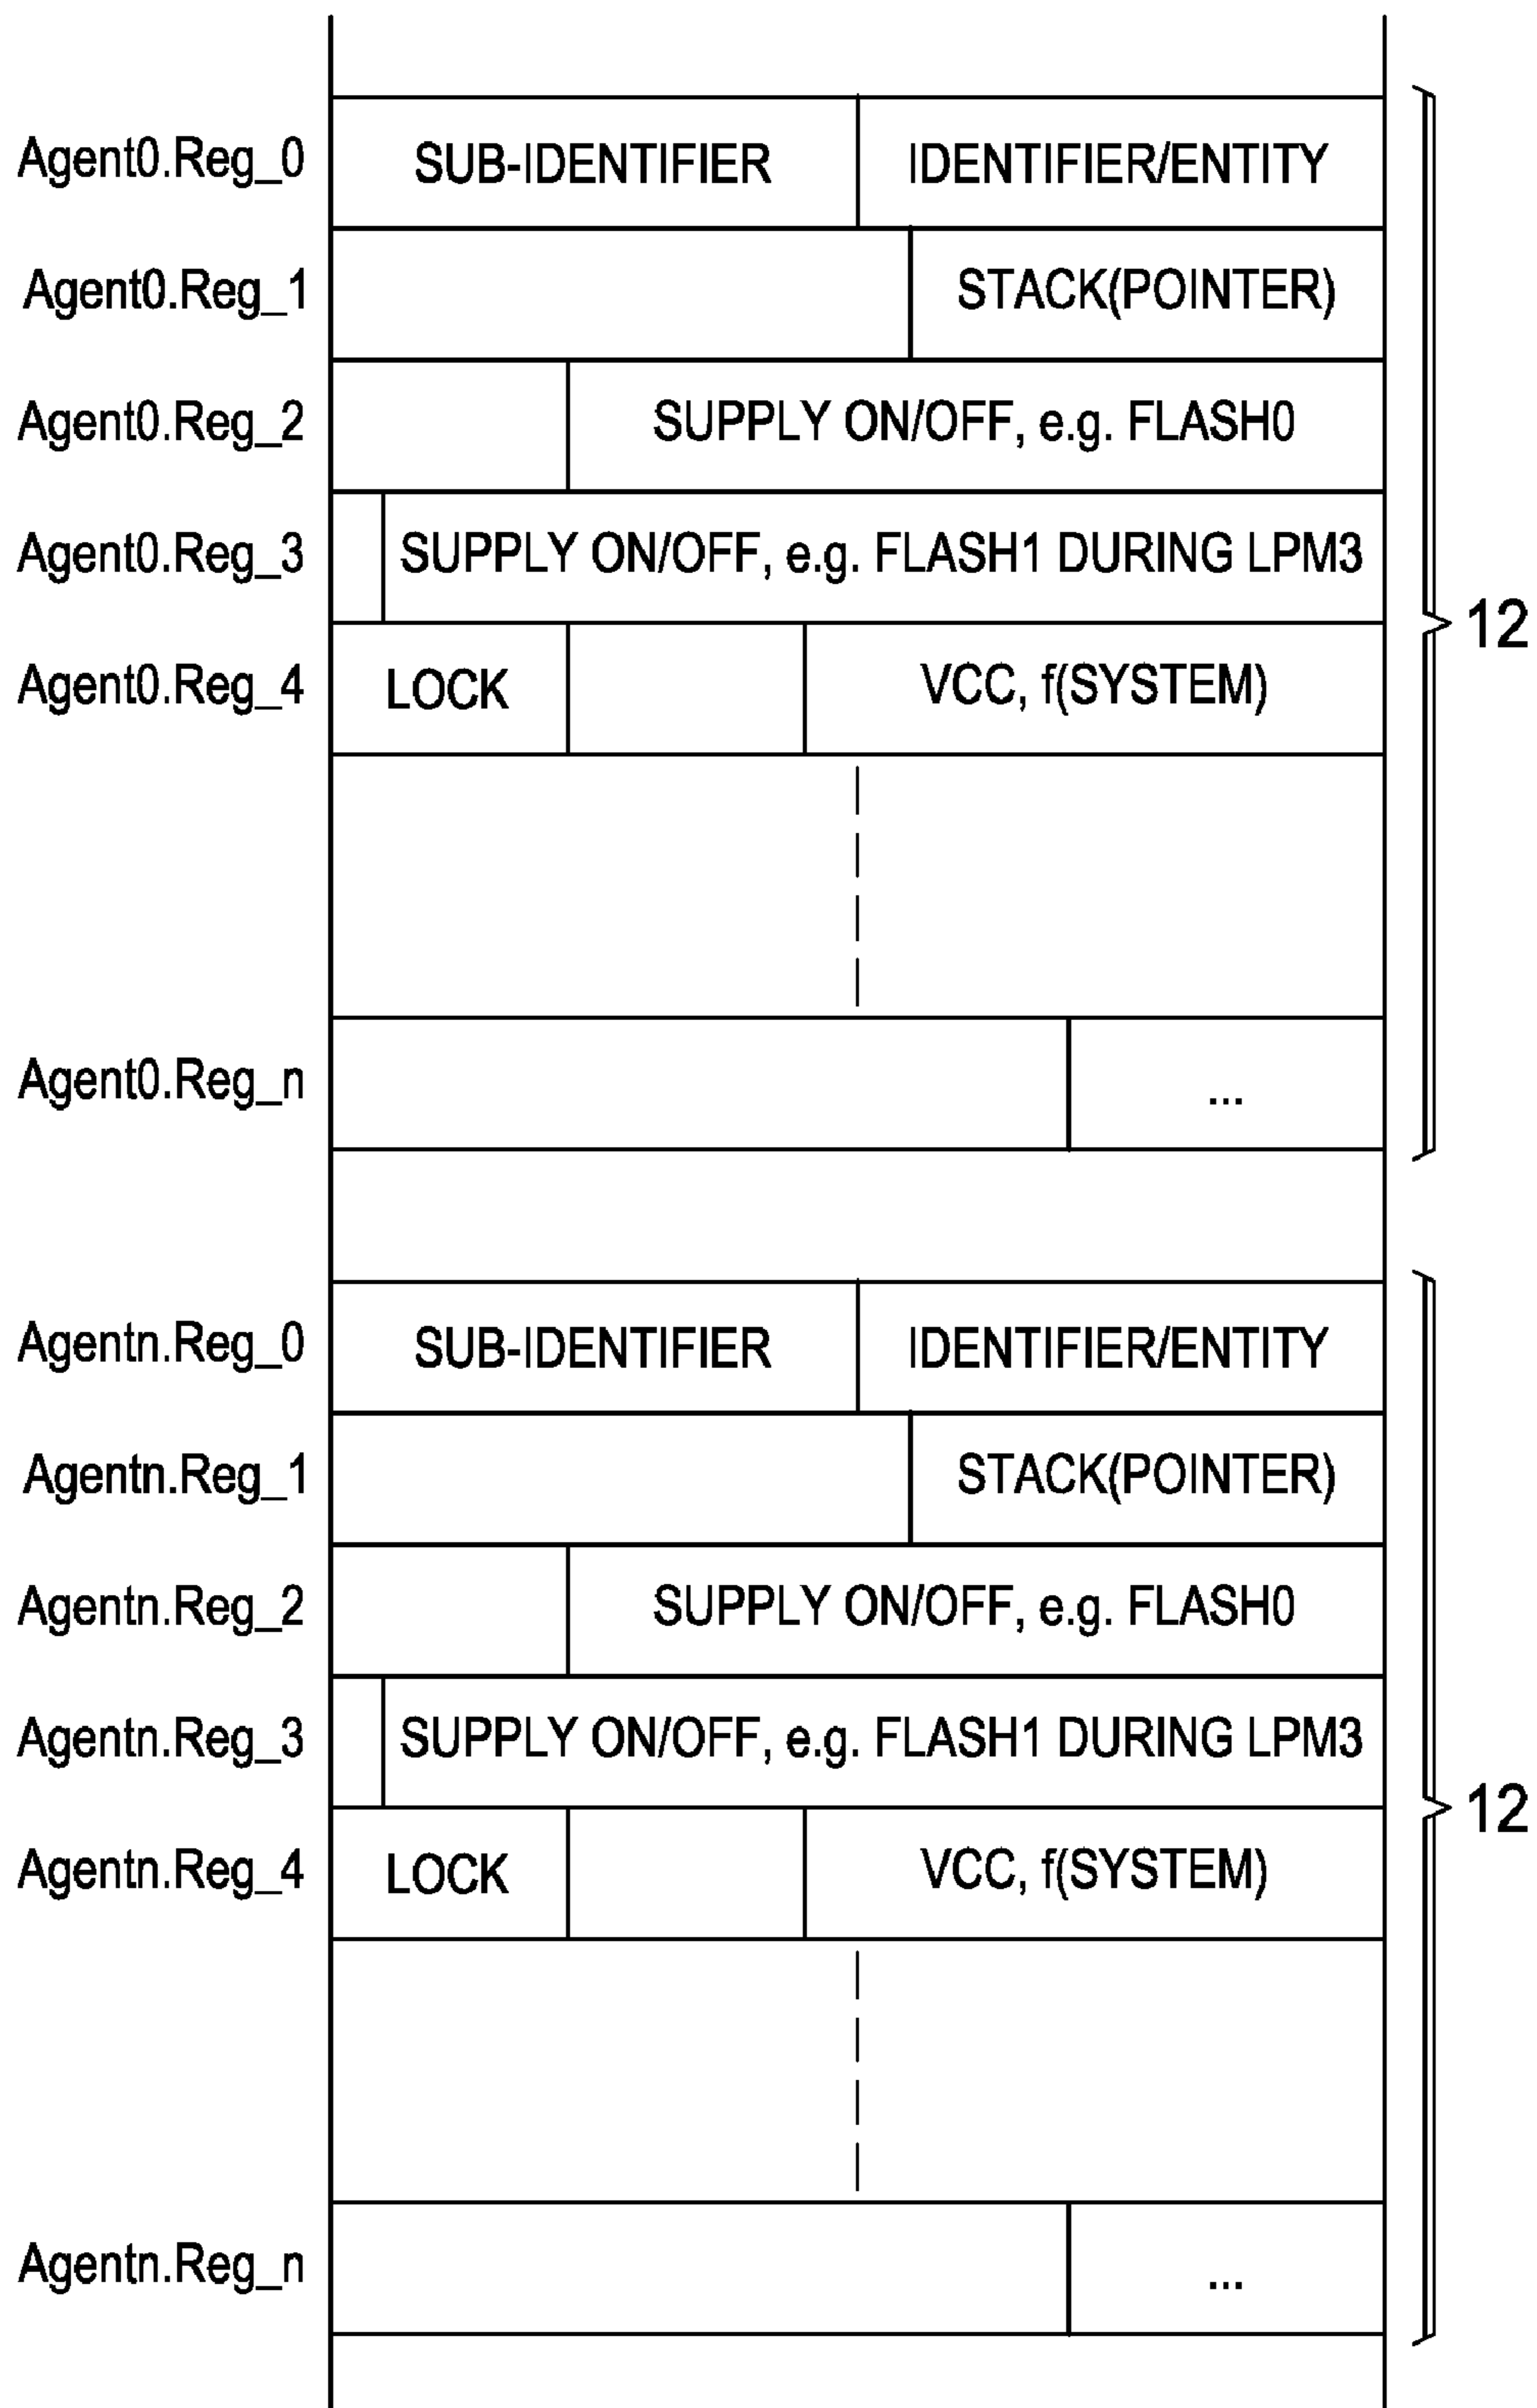 Agent0.Reg_0 SUB-IDENTIFIER IDENTIFIER/ENTITY
Agent0.Reg_1 STACK(POINTER)
Agent0.Reg_2 SUPPLY ON/OFF, e.g. FLASH0
Agent0.Reg_3 SUPPLY ON/OFF, e.g. FLASH1 DURING LPM3
12
Agent0.Reg_4 LOCK VCC, f(SYSTEM)
Agent0.Reg_n ...
Agentn.Reg_0 SUB-IDENTIFIER IDENTIFIER/ENTITY
Agentn.Reg_1 STACK(POINTER)
Agentn.Reg_2 SUPPLY ON/OFF, e.g. FLASH0
Agentn.Reg_3 SUPPLY ON/OFF, e.g. FLASH1 DURING LPM3
12
Agentn.Reg_4 LOCK VCC, f(SYSTEM)
Agentn.Reg_n ...